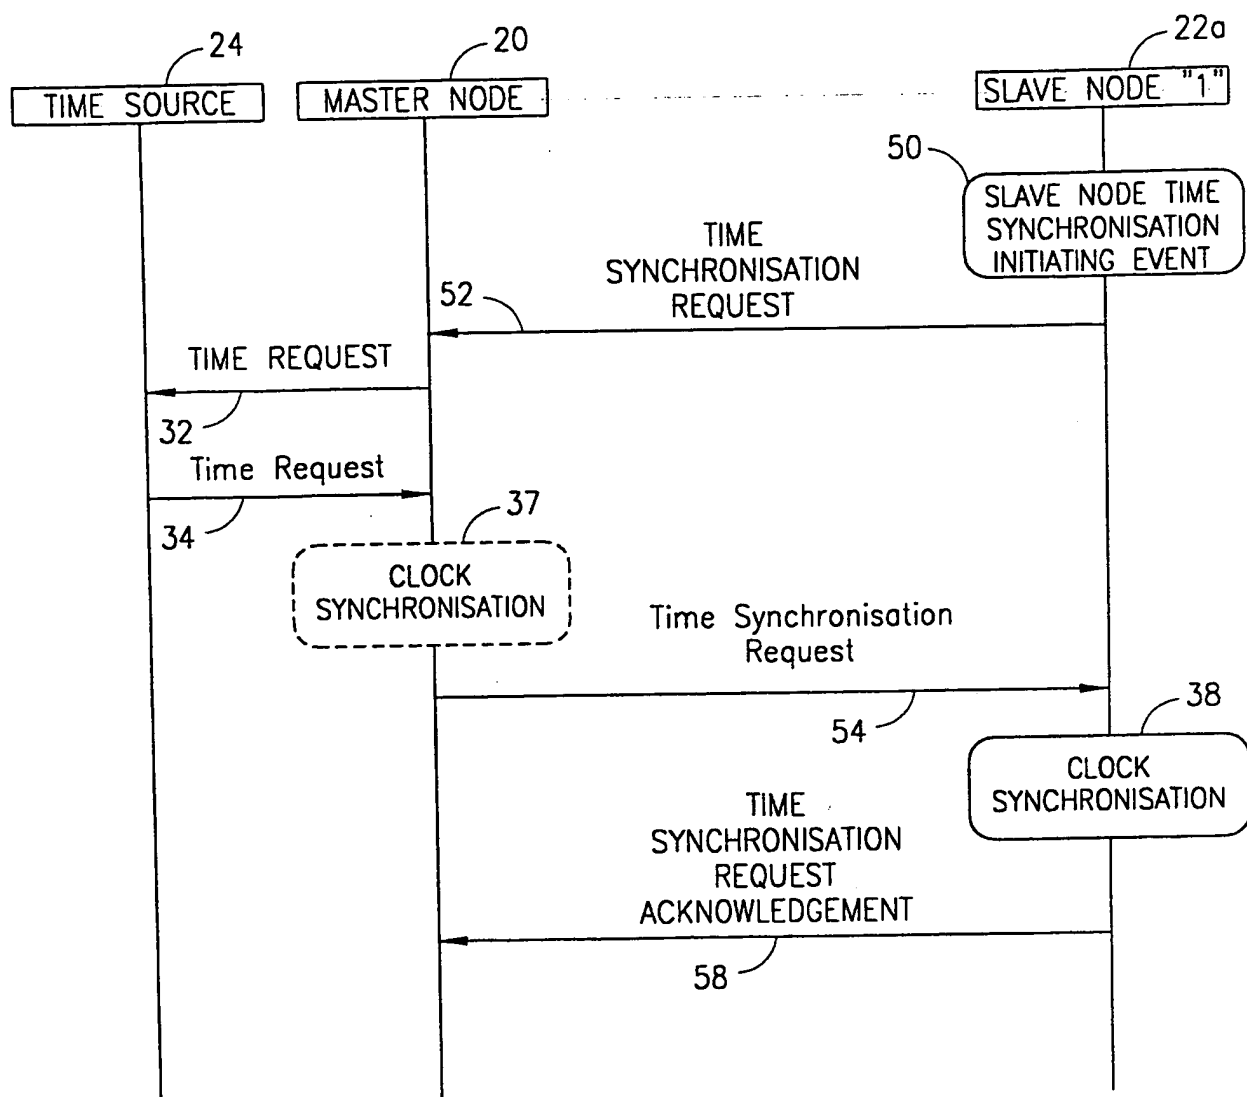 24
20
22a
TIME SOURCE
MASTER NODE
SLAVE NODE "1"
50
SLAVE NODE TIME
SYNCHRONISATION
INITIATING EVENT
TIME
SYNCHRONISATION
REQUEST
52
TIME REQUEST
32
Time Request
34
37
CLOCK
SYNCHRONISATION
Time Synchronisation
Request
54
38
CLOCK
SYNCHRONISATION
TIME
SYNCHRONISATION
REQUEST
ACKNOWLEDGEMENT
58